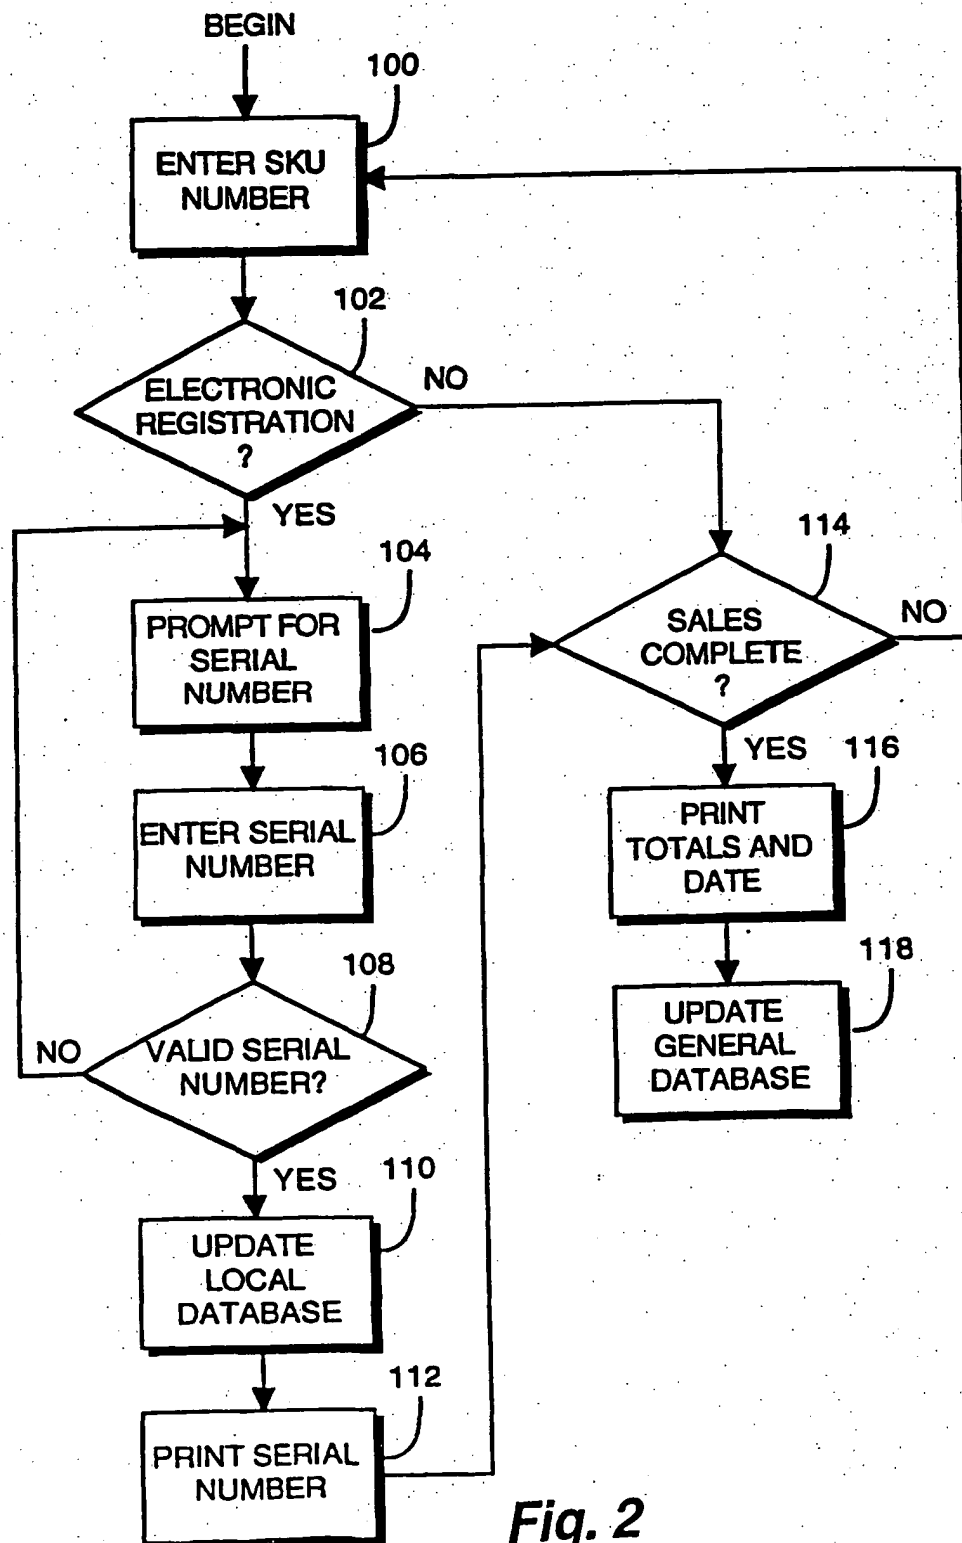 BEGIN
100
ENTER SKU
NUMBER
102
ELECTRONIC
REGISTRATION
?
NO
YES
104
PROMPT FOR
SERIAL
NUMBER
106
ENTER SERIAL
NUMBER
108
VALID SERIAL
NUMBER?
NO
YES
110
UPDATE
LOCAL
DATABASE
112
PRINT SERIAL
NUMBER
114
SALES
COMPLETE
?
NO
YES
116
PRINT
TOTALS AND
DATE
118
UPDATE
GENERAL
DATABASE
Fig. 2